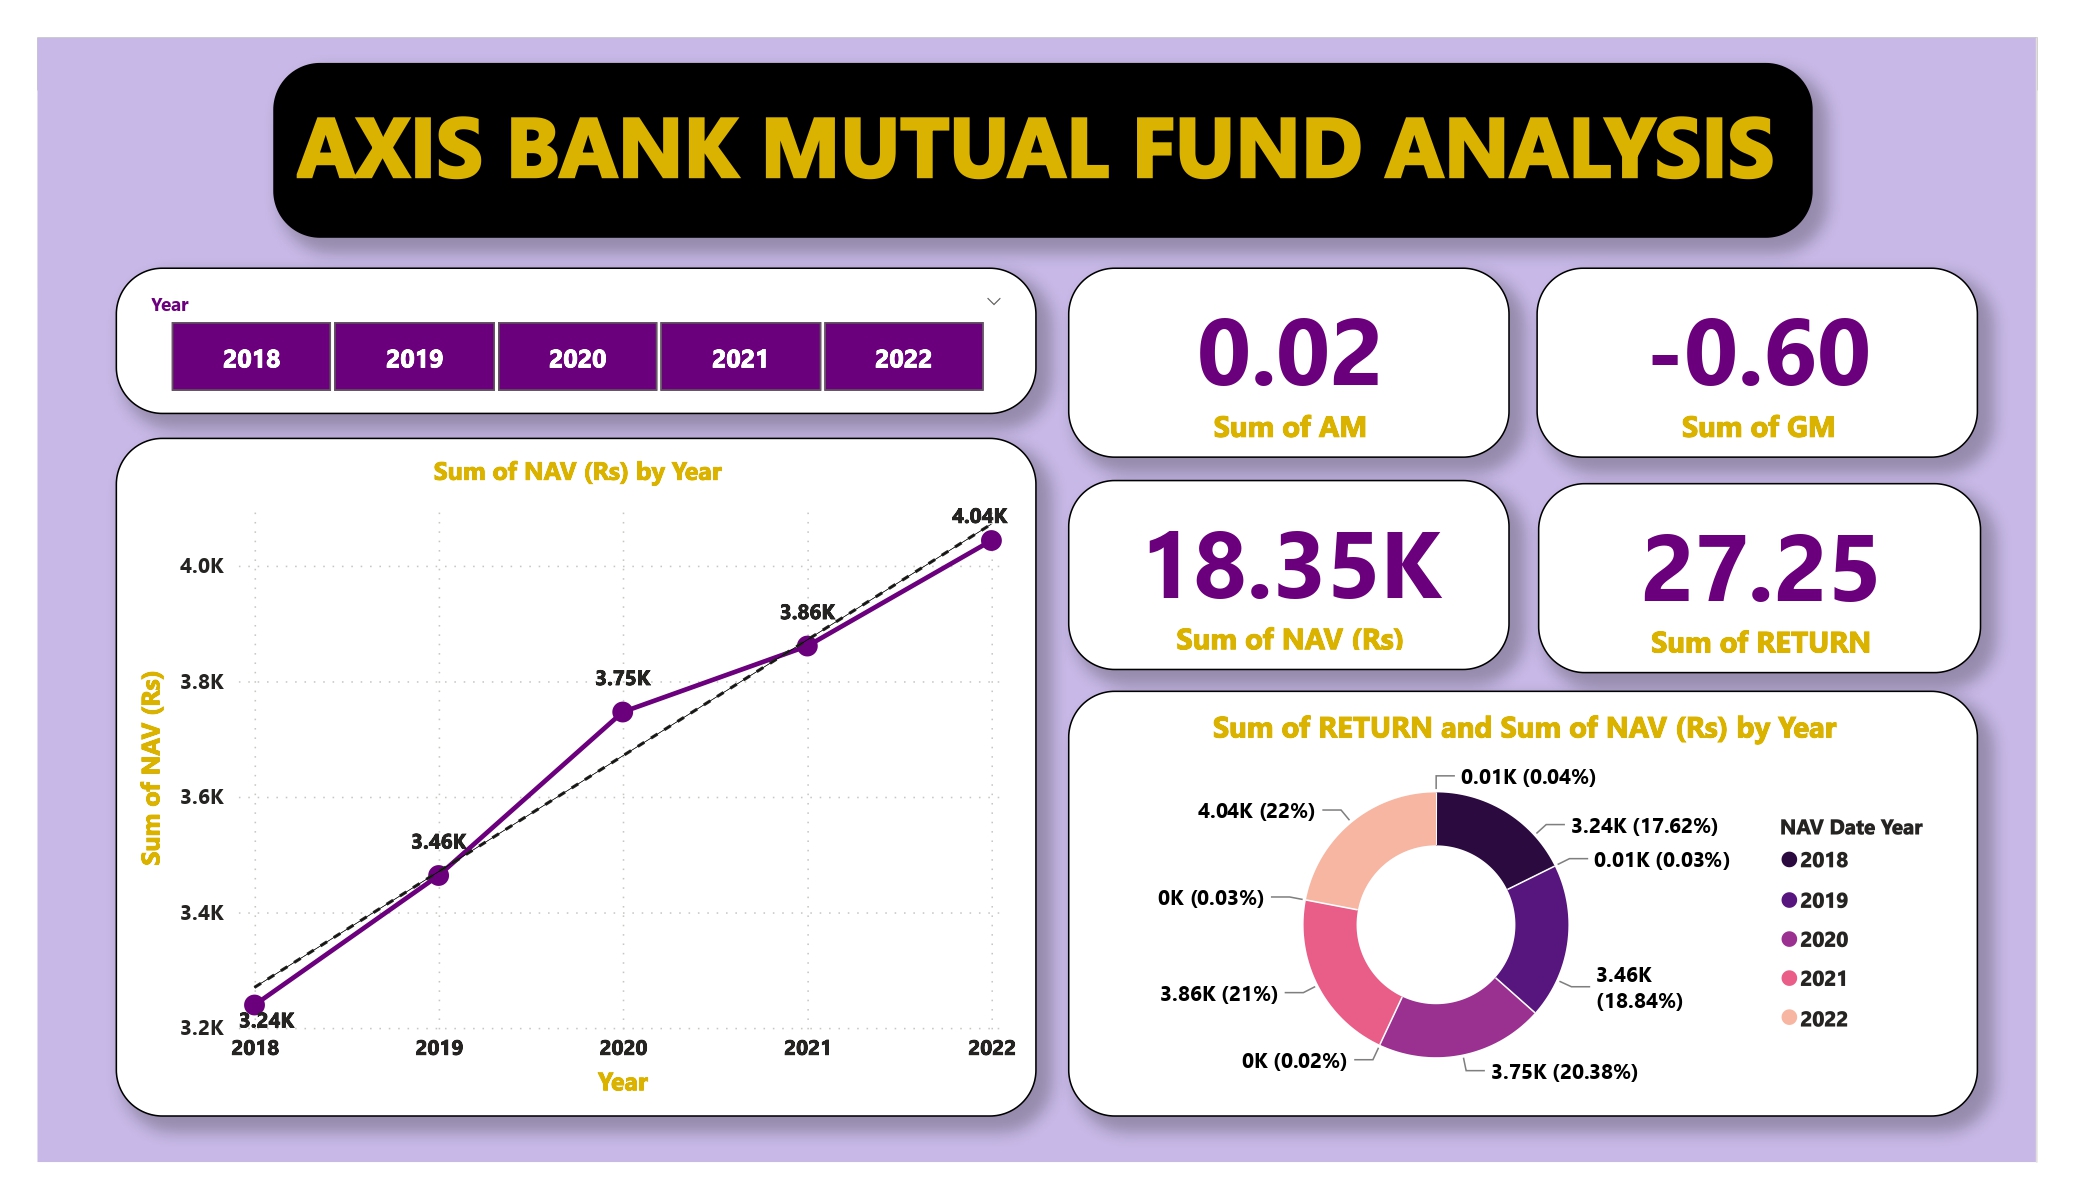 AXIS BANK MUTUAL FUND ANALYSIS
Year
2018 2019 2020 2021 2022
0.02
Sum of AM
-0.60
Sum of GM
18.35K
Sum of NAV (Rs)
27.25
Sum of RETURN
Sum of NAV (Rs) by Year
Sum of NAV (Rs)
4.0K
3.8K
3.6K
3.4K
3.2K
3.24K
3.46K
3.75K
3.86K
4.04K
2018 2019 2020 2021 2022
Year
Sum of RETURN and Sum of NAV (Rs) by Year
0.01K (0.04%)
3.24K (17.62%)
0.01K (0.03%)
3.46K
(18.84%)
3.75K (20.38%)
0K (0.02%)
3.86K (21%)
0K (0.03%)
4.04K (22%)
NAV Date Year
2018
2019
2020
2021
2022